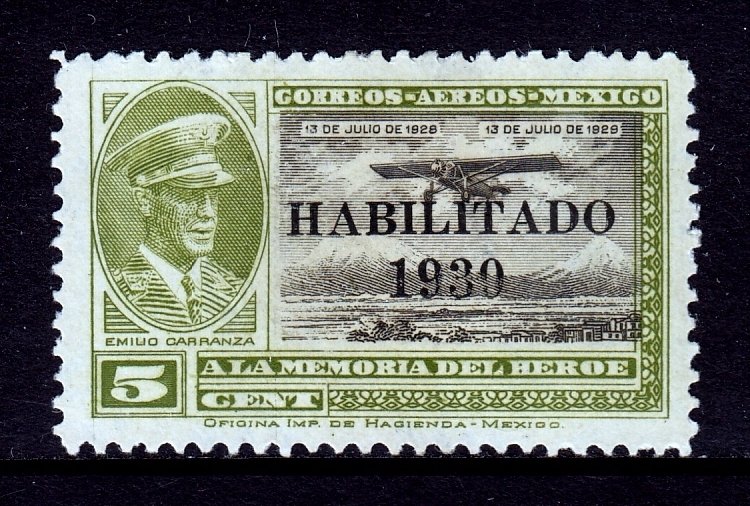 CORREOS-AEREOS-MEXICO
13 DE JULIO DE 1928 13 DE JULIO DE 1929
HABILITADO
1930
EMILIO CARRANZA
5
CENT
A LA MEMORIA DEL HEROE
OFICINA IMP. DE HACIENDA-MEXICO.